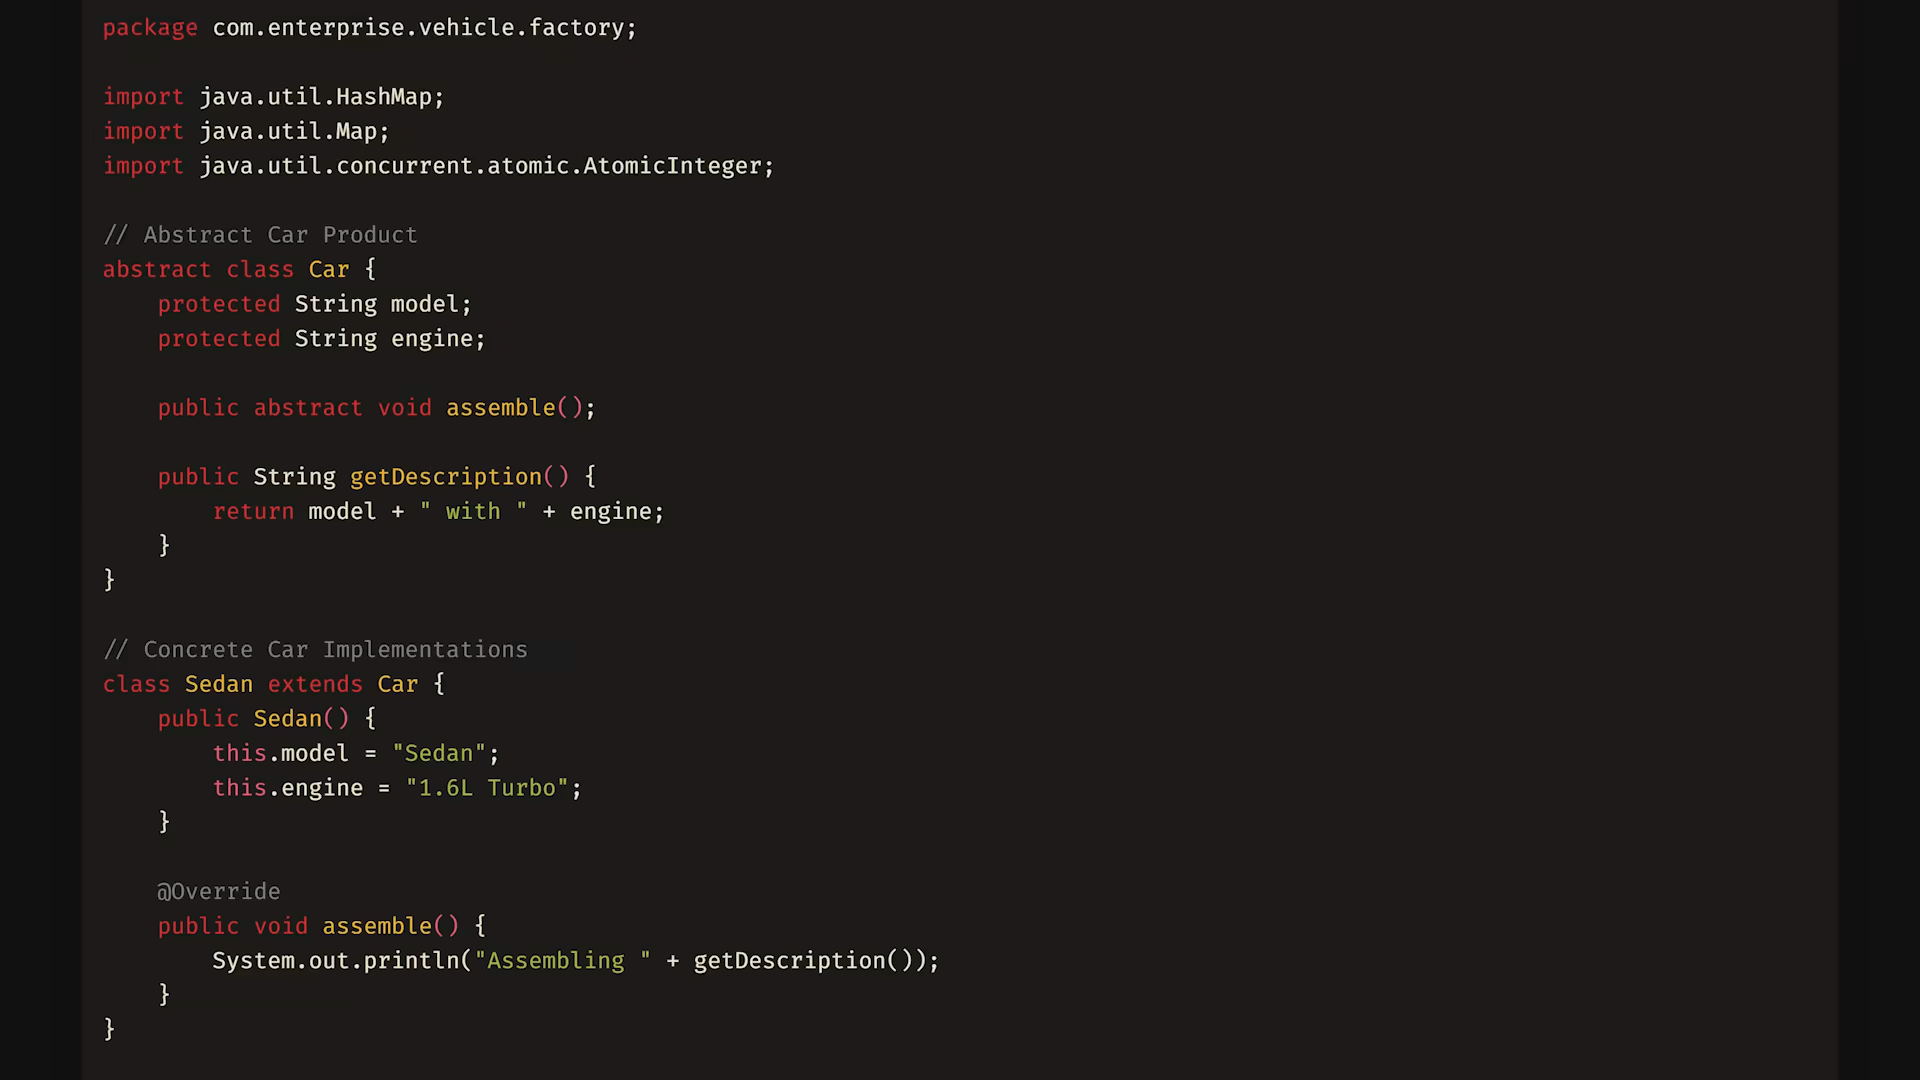 package com.enterprise.vehicle.factory;
import java.util.HashMap;
import java.util.Map;
import java.util.concurrent.atomic.AtomicInteger;
// Abstract Car Product
abstract class Car {
    protected String model;
    protected String engine;
    public abstract void assemble();
    public String getDescription() {
        return model + " with " + engine;
    }
}
// Concrete Car Implementations
class Sedan extends Car {
    public Sedan() {
        this.model = "Sedan";
        this.engine = "1.6L Turbo";
    }
    @Override
    public void assemble() {
        System.out.println("Assembling " + getDescription());
    }
}